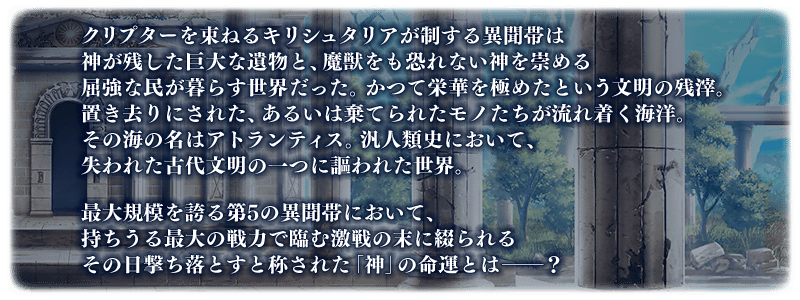 クリプターを束ねるキリシュタリアが制する異聞帯は
神が残した巨大な遺物と、魔獣をも恐れない神を崇める
屈強な民が暮らす世界だった。かつて栄華を極めたという文明の残滓。
置き去りにされた、あるいは棄てられたモノたちが流れ着く海洋。
その海の名はアトランティス。汎人類史において、
失われた古代文明の一つに謳われた世界。
最大規模を誇る第5の異聞帯において、
持ちうる最大の戦力で臨む激戦の末に綴られる
その日撃ち落とすと称された「神」の命運とは――?